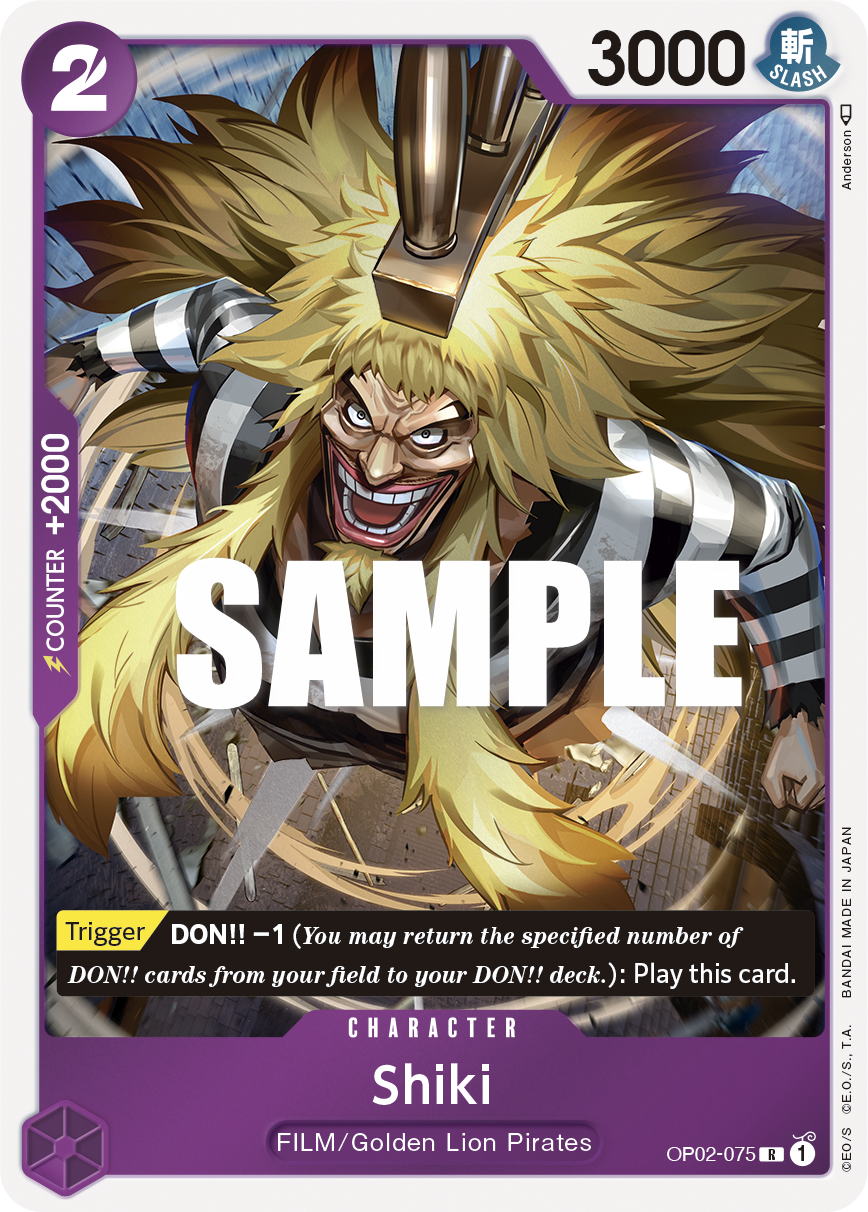 2
3000
斬
SLASH
Anderson
COUNTER +2000
SAMPLE
Trigger DON!! −1 (You may return the specified number of
DON!! cards from your field to your DON!! deck.): Play this card.
CHARACTER
Shiki
FILM/Golden Lion Pirates
OP02-075 R 1
©EO/S ©E.O./S., T.A. BANDAI MADE IN JAPAN